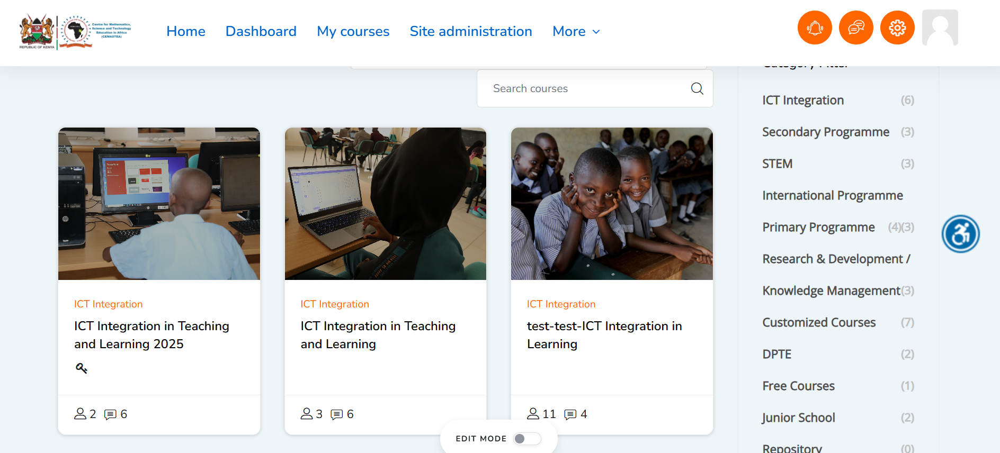 REPUBLIC OF KENYA
Centre for Mathematics,
Science and Technology
Education in Africa
(CEMASTEA)
Home
Dashboard
My courses
Site administration
More
Search courses
ICT Integration
ICT Integration in Teaching
and Learning 2025
2 6
ICT Integration
ICT Integration in Teaching
and Learning
3 6
ICT Integration
test-test-ICT Integration in
Learning
11 4
EDIT MODE
ICT Integration (6)
Secondary Programme (3)
STEM (3)
International Programme
Primary Programme (4)(3)
Research & Development /
Knowledge Management(3)
Customized Courses (7)
DPTE (2)
Free Courses (1)
Junior School (2)
Repository (0)